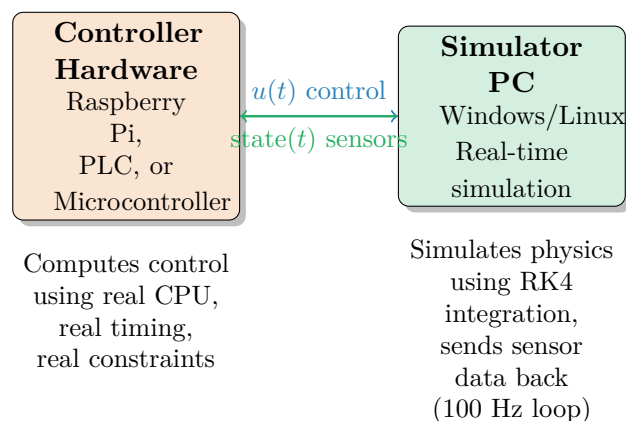 Controller
Hardware
Raspberry
Pi,
PLC, or
Microcontroller
u(t) control
state(t) sensors
Simulator
PC
Windows/Linux
Real-time
simulation
Computes control
using real CPU,
real timing,
real constraints
Simulates physics
using RK4
integration,
sends sensor
data back
(100 Hz loop)